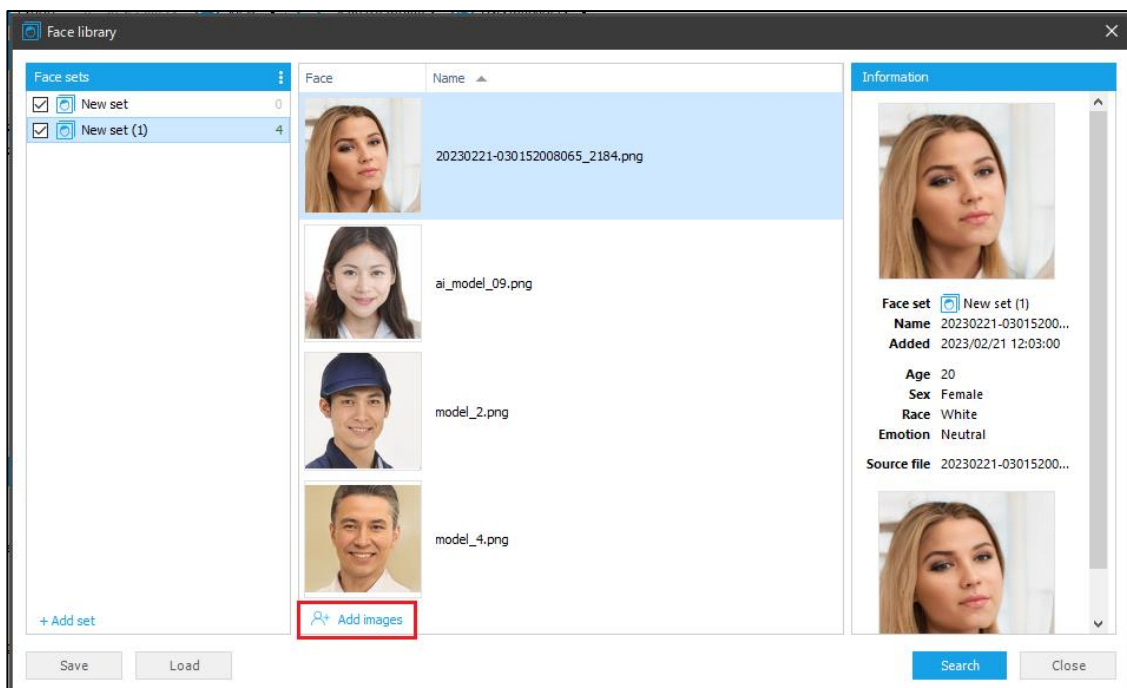 Face library
Face sets
New set 0
New set (1) 4
+ Add set
Face Name
20230221-030152008065_2184.png
ai_model_09.png
model_2.png
model_4.png
Add images
Information
Face set New set (1)
Name 20230221-03015200...
Added 2023/02/21 12:03:00
Age 20
Sex Female
Race White
Emotion Neutral
Source file 20230221-03015200...
Save Load Search Close